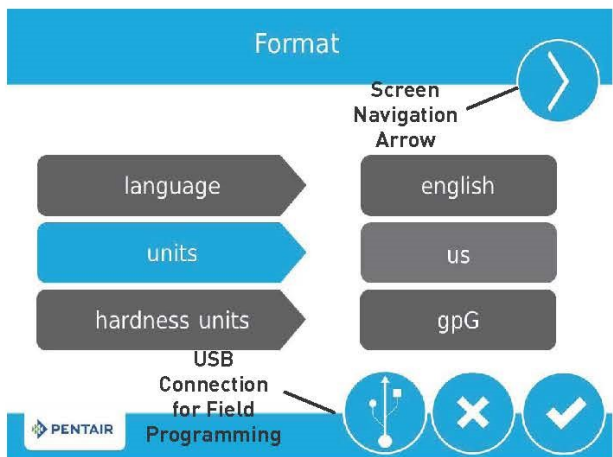 Format
Screen
Navigation
Arrow
language
english
units
us
hardness units
gpG
USB
Connection
for Field
Programming
PENTAIR